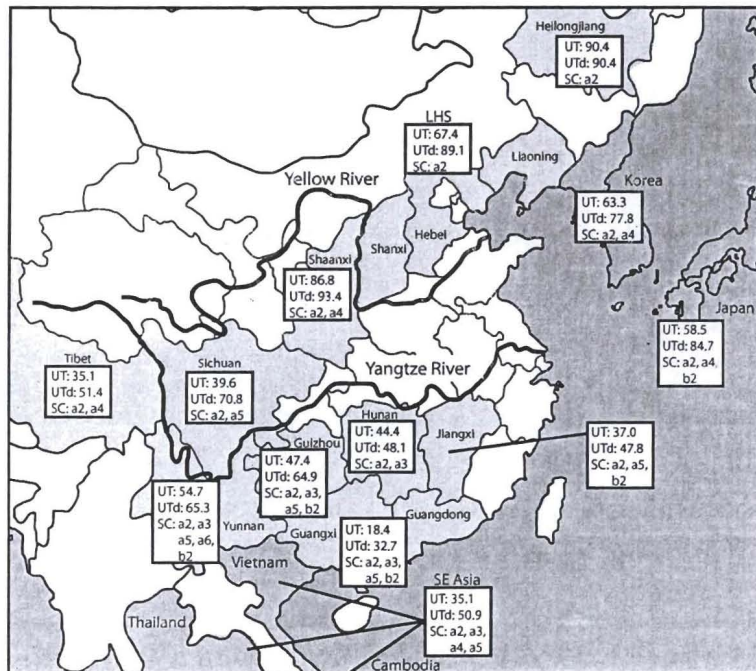 Heilongjiang
UT: 90.4
UTd: 90.4
SC: a2
LHS
UT: 67.4
UTd: 89.1
SC: a2
Liaoning
Korea
UT: 63.3
UTd: 77.8
SC: a2, a4
Yellow River
Hebei
Shanxi
Shaanxi
UT: 86.8
UTd: 93.4
SC: a2, a4
Japan
UT: 58.5
UTd: 84.7
SC: a2, a4,
b2
Tibet
UT: 35.1
UTd: 51.4
SC: a2, a4
Sichuan
UT: 39.6
UTd: 70.8
SC: a2, a5
Yangtze River
Hunan
UT: 44.4
UTd: 48.1
SC: a2, a3
Jiangxi
UT: 37.0
UTd: 47.8
SC: a2, a5,
b2
Guizhou
UT: 47.4
UTd: 64.9
SC: a2, a3,
a5, b2
UT: 54.7
UTd: 65.3
SC: a2, a3
a5, a6,
b2
Yunnan
Guangxi
Guangdong
UT: 18.4
UTd: 32.7
SC: a2, a3,
a5, b2
Vietnam
SE Asia
UT: 35.1
UTd: 50.9
SC: a2, a3,
a4, a5
Thailand
Cambodia